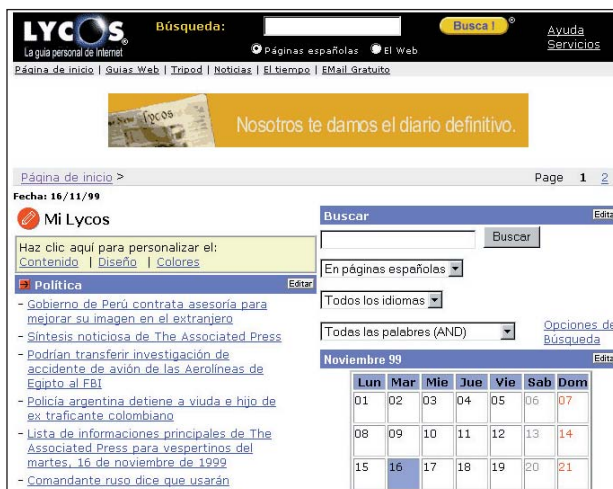 LYCOS
La guía personal de Internet
Búsqueda:
Busca !
Páginas españolas El Web
Ayuda
Servicios
Página de inicio | Guias Web | Tripod | Noticias | El tiempo | EMail Gratuito
Nosotros te damos el diario definitivo.
Página de inicio >
Page 1 2
Fecha: 16/11/99
Mi Lycos
Haz clic aquí para personalizar el:
Contenido | Diseño | Colores
Política Editar
- Gobierno de Perú contrata asesoría para
mejorar su imagen en el extranjero
- Síntesis noticiosa de The Associated Press
- Podrían transferir investigación de
accidente de avión de las Aerolíneas de
Egipto al FBI
- Policía argentina detiene a viuda e hijo de
ex traficante colombiano
- Lista de informaciones principales de The
Associated Press para vespertinos del
martes, 16 de noviembre de 1999
- Comandante ruso dice que usarán
Buscar Edita
Buscar
En páginas españolas
Todos los idiomas
Todas las palabras (AND)
Opciones de
Búsqueda
Noviembre 99 Edita
Lun Mar Mie Jue Vie Sab Dom
01 02 03 04 05 06 07
08 09 10 11 12 13 14
15 16 17 18 19 20 21